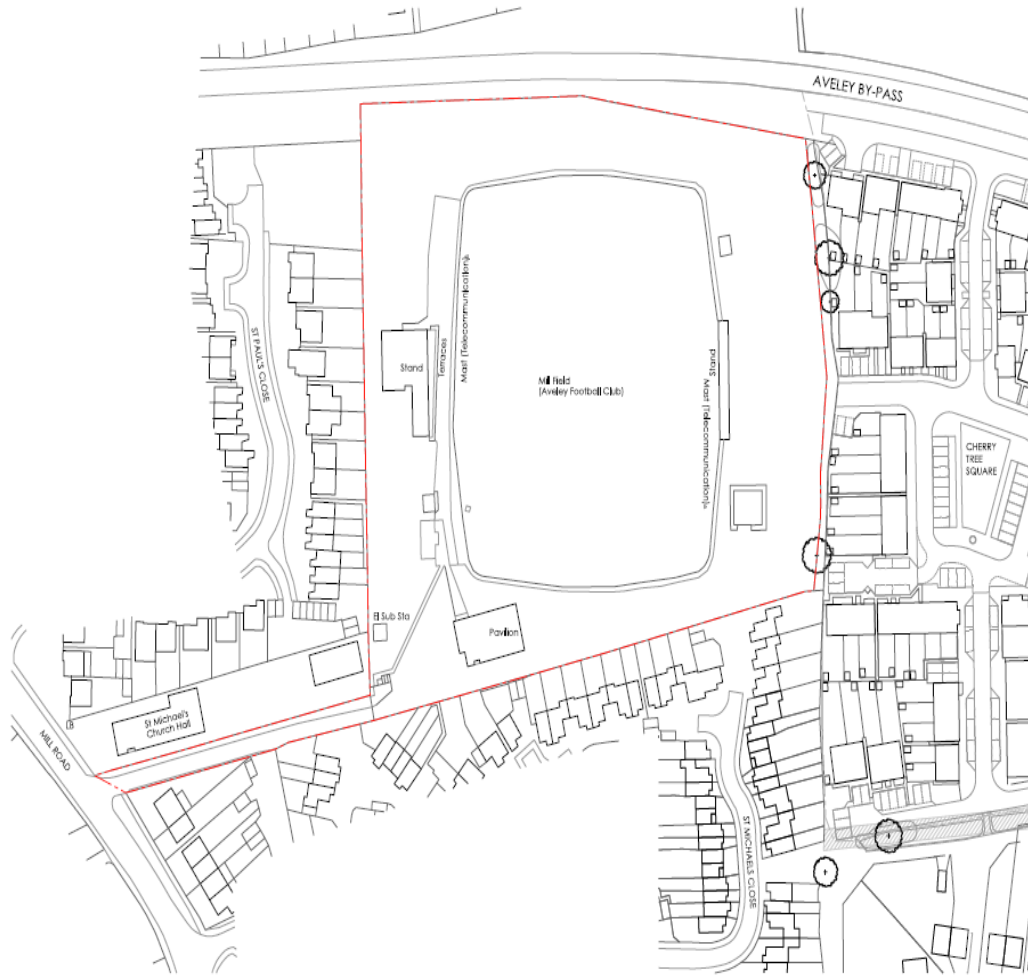 AVELEY BY-PASS
ST PAUL'S CLOSE
Stand
Terraces
Mast (Telecommunication)
Mill Field
(Aveley Football Club)
Stand
Mast (Telecommunication)
CHERRY
TREE
SQUARE
El Sub Sta
Pavilion
St Michael's
Church Hall
MILL ROAD
ST MICHAELS CLOSE